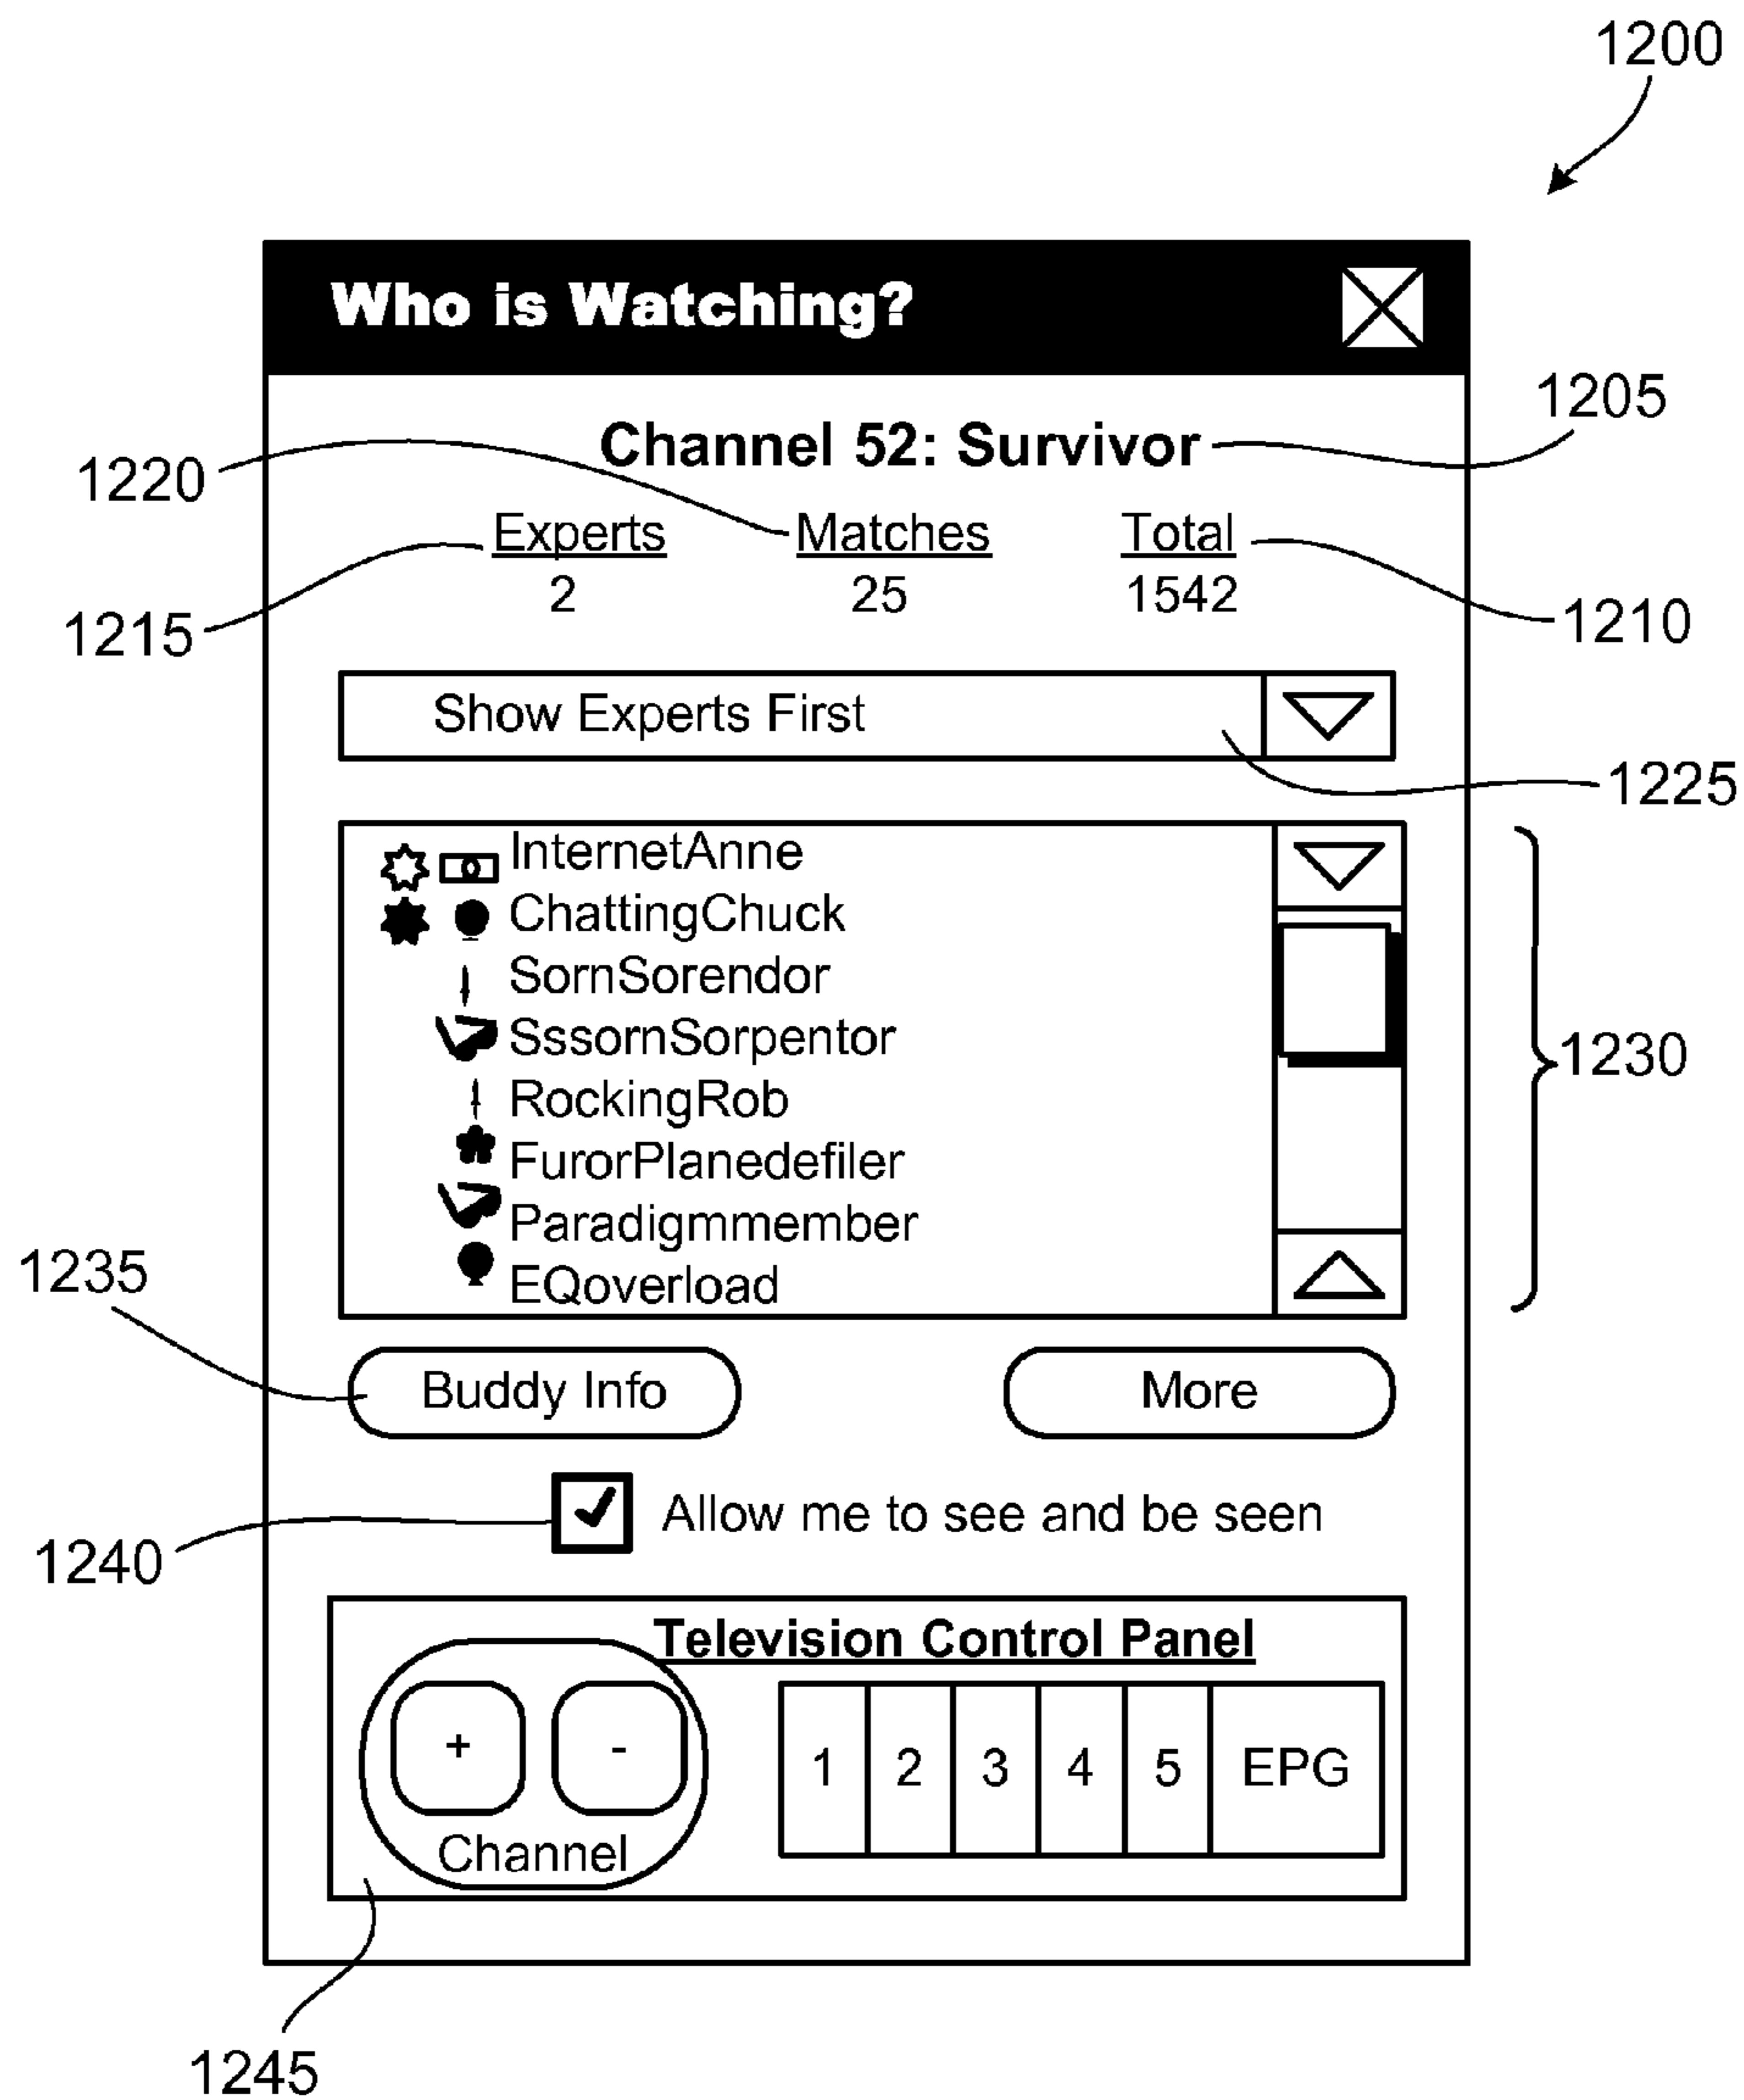 1200
Who is Watching?
1205
Channel 52: Survivor
1220
Experts Matches Total
2 25 1542
1215
1210
Show Experts First
1225
InternetAnne
ChattingChuck
SornSorendor
SssornSorpentor
RockingRob
FurorPlanedefiler
Paradigmmember
EQoverload
1230
1235
Buddy Info More
Allow me to see and be seen
1240
Television Control Panel
+ -
1 2 3 4 5 EPG
Channel
1245